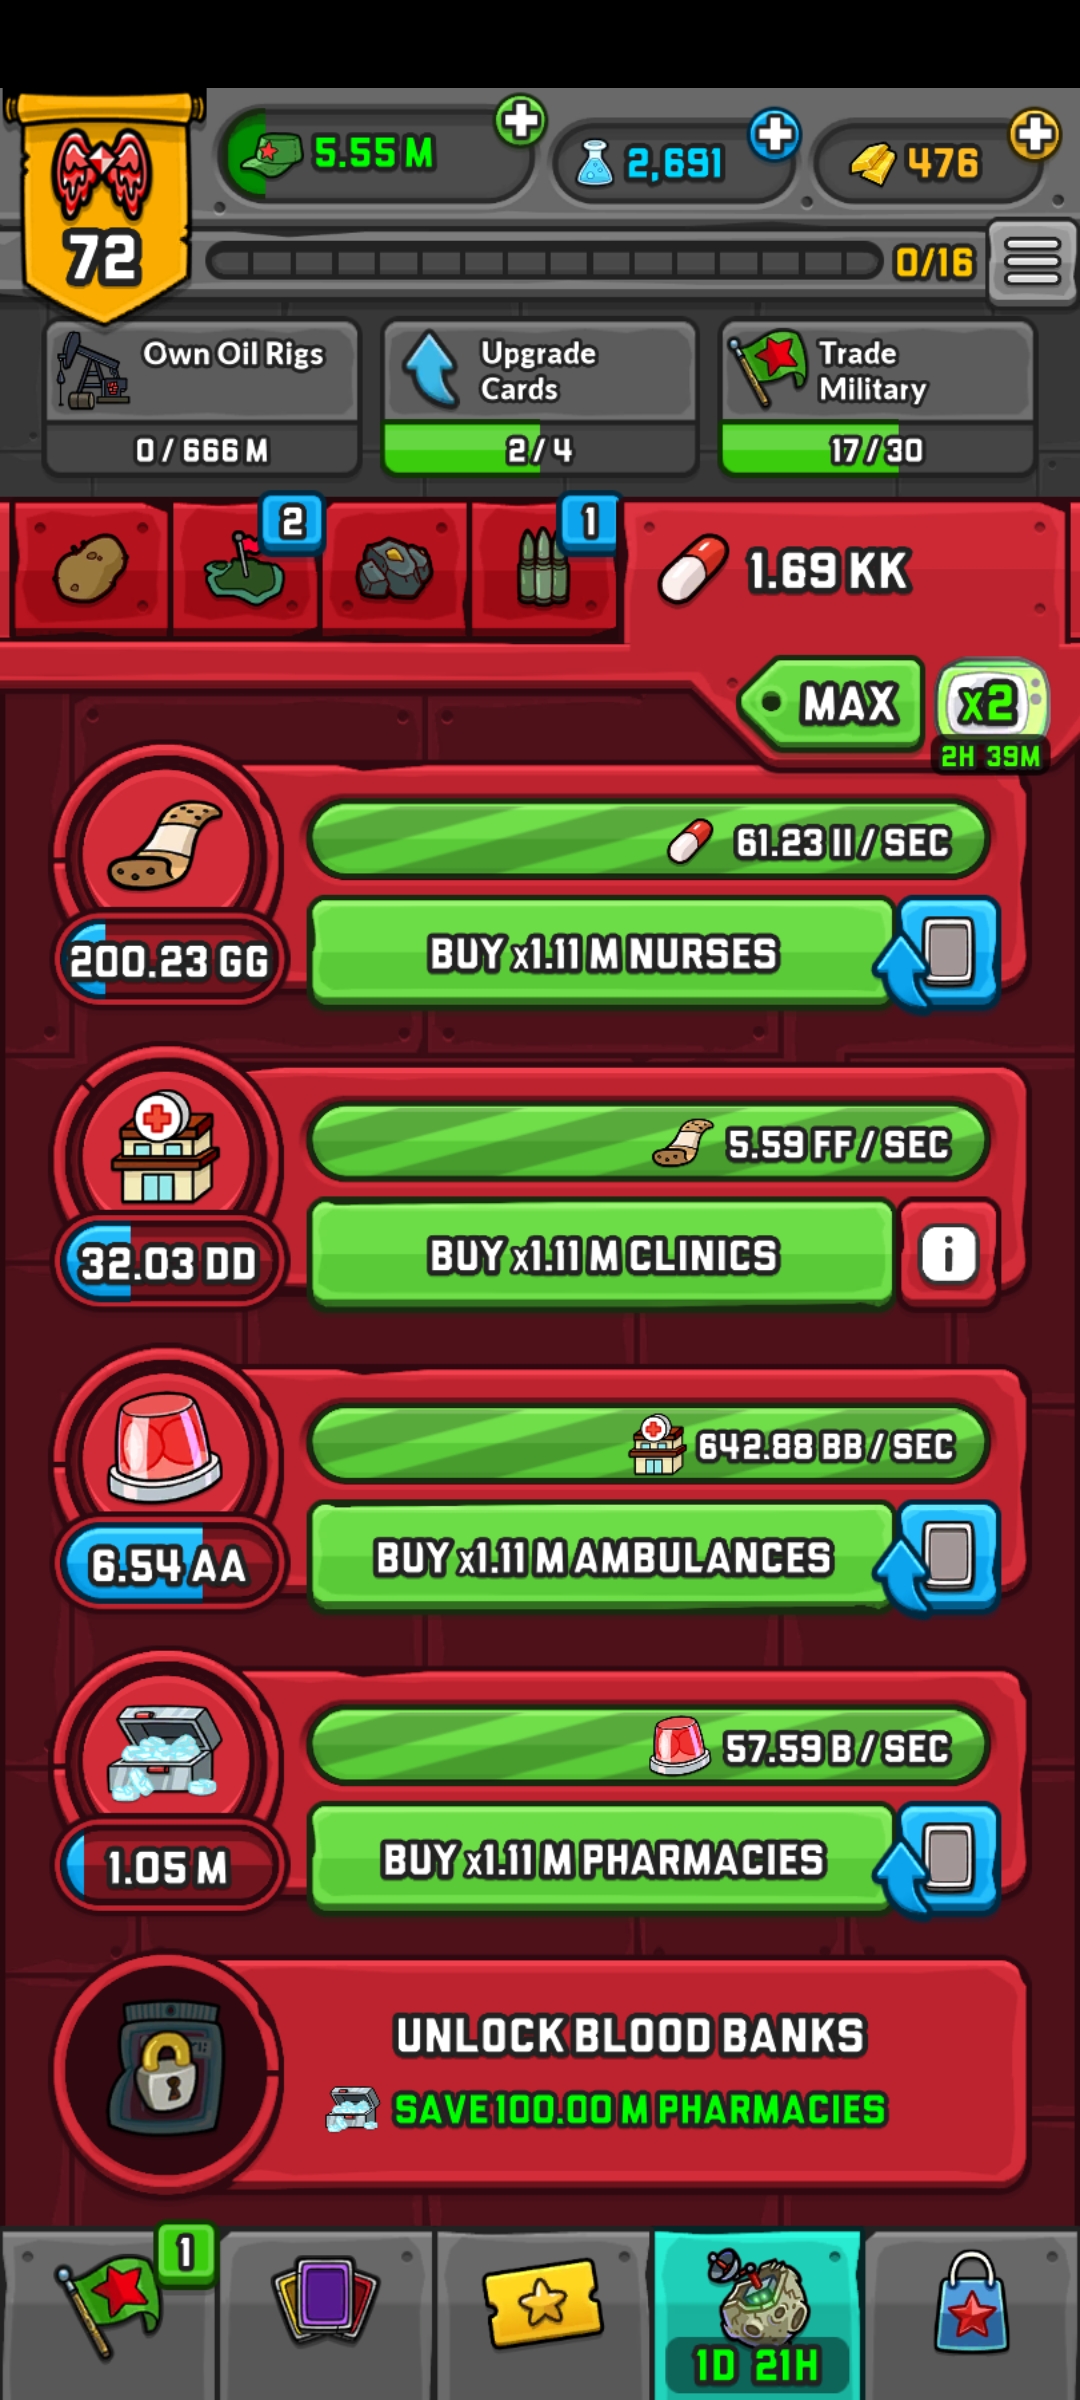 72
5.55 M
2,691
476
0/16
Own Oil Rigs
0 / 666 M
Upgrade
Cards
2 / 4
Trade
Military
17 / 30
2
1
1.69 KK
MAX
x2
2H 39M
61.23 II / SEC
200.23 GG
BUY x1.11 M NURSES
5.59 FF / SEC
32.03 DD
BUY x1.11 M CLINICS
i
642.88 BB / SEC
6.54 AA
BUY x1.11 M AMBULANCES
57.59 B / SEC
1.05 M
BUY x1.11 M PHARMACIES
UNLOCK BLOOD BANKS
SAVE 100.00 M PHARMACIES
1
1D 21H